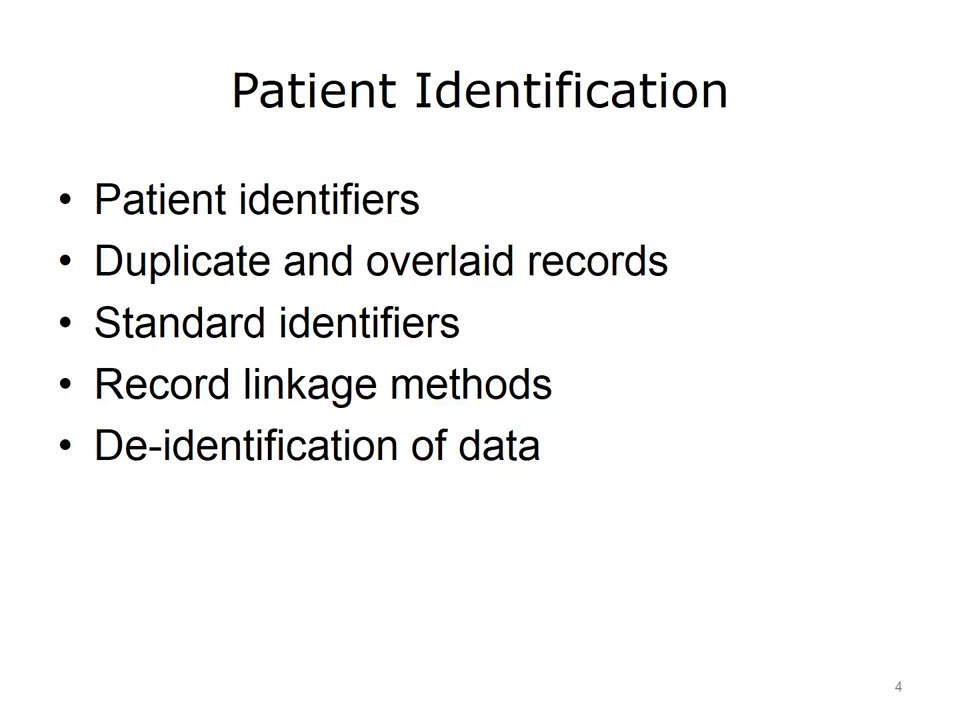 Patient Identification
• Patient identifiers
• Duplicate and overlaid records
• Standard identifiers
• Record linkage methods
• De-identification of data
4